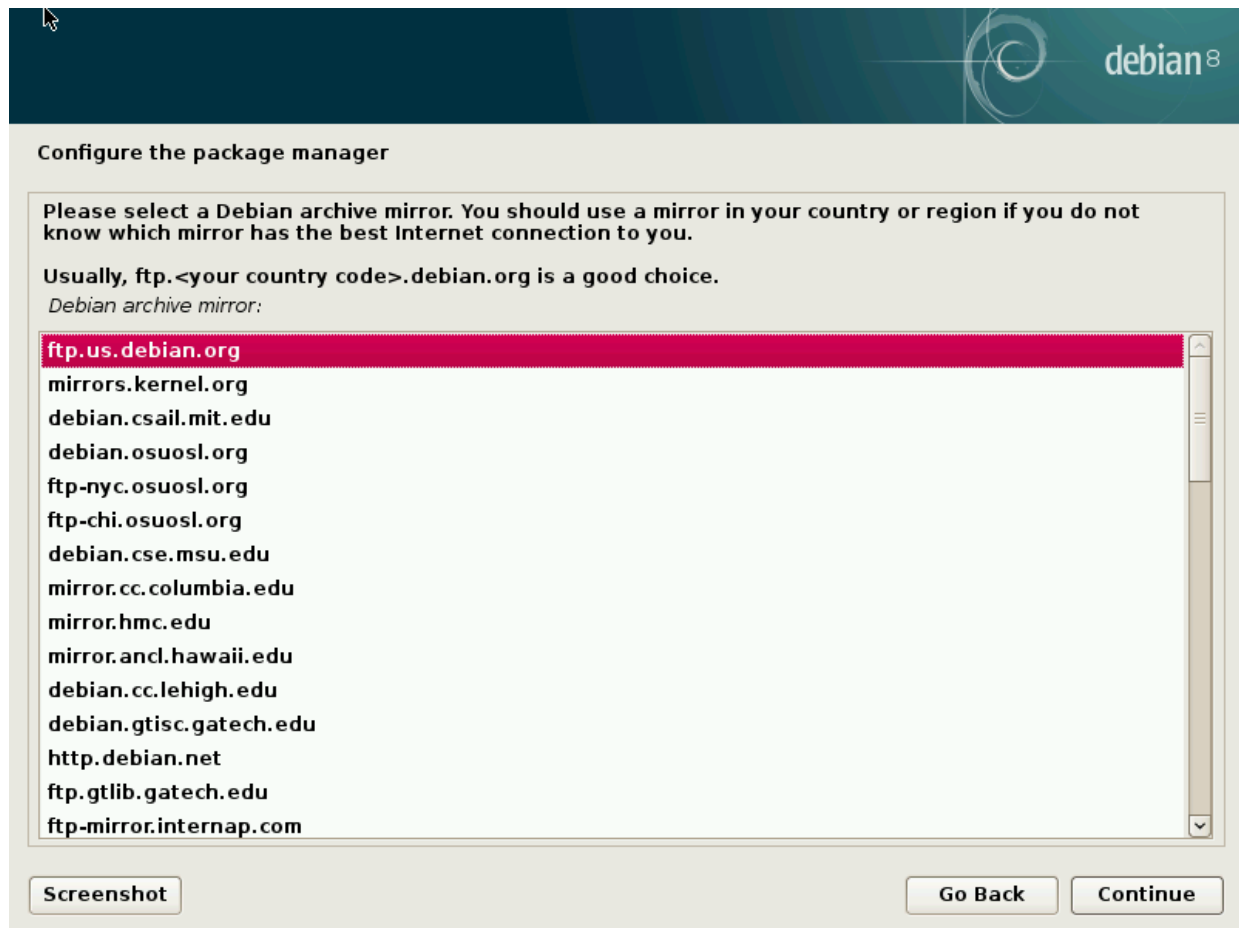 debian 8
Configure the package manager
Please select a Debian archive mirror. You should use a mirror in your country or region if you do not
know which mirror has the best Internet connection to you.
Usually, ftp.<your country code>.debian.org is a good choice.
Debian archive mirror:
ftp.us.debian.org
mirrors.kernel.org
debian.csail.mit.edu
debian.osuosl.org
ftp-nyc.osuosl.org
ftp-chi.osuosl.org
debian.cse.msu.edu
mirror.cc.columbia.edu
mirror.hmc.edu
mirror.ancl.hawaii.edu
debian.cc.lehigh.edu
debian.gtisc.gatech.edu
http.debian.net
ftp.gtlib.gatech.edu
ftp-mirror.internap.com
Screenshot Go Back Continue